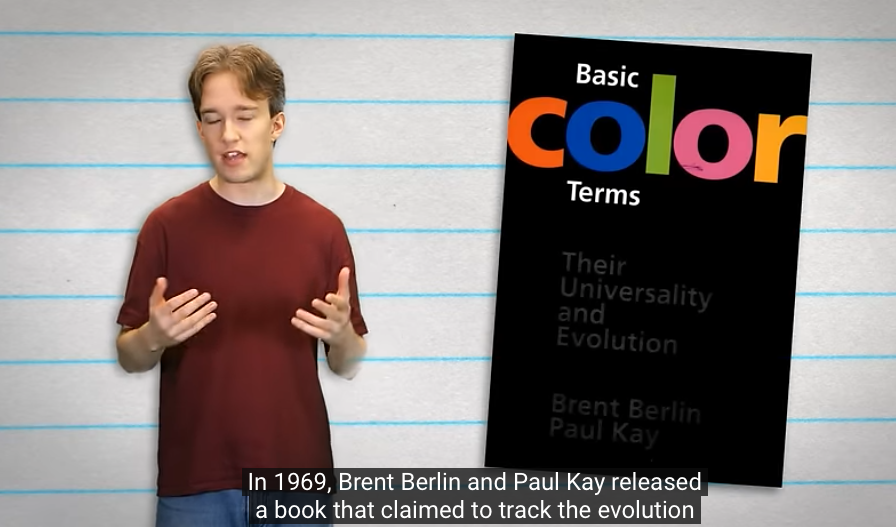 Basic
color
Terms
Their
Universality
and
Evolution
Brent Berlin
Paul Kay
In 1969, Brent Berlin and Paul Kay released
a book that claimed to track the evolution